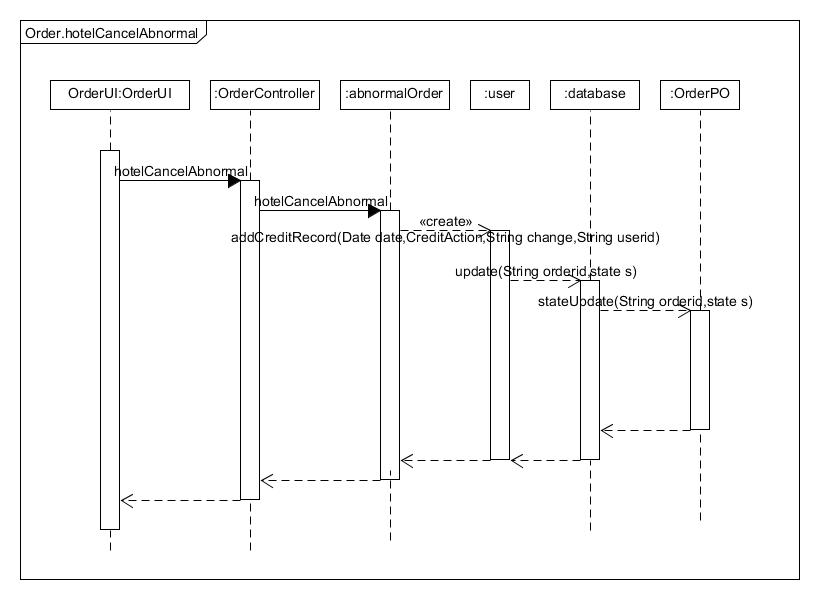 Order.hotelCancelAbnormal
OrderUI:OrderUI
:OrderController
:abnormalOrder
:user
:database
:OrderPO
hotelCancelAbnormal
hotelCancelAbnormal
«create»
addCreditRecord(Date date,CreditAction,String change,String userid)
update(String orderid,state s)
stateUpdate(String orderid,state s)